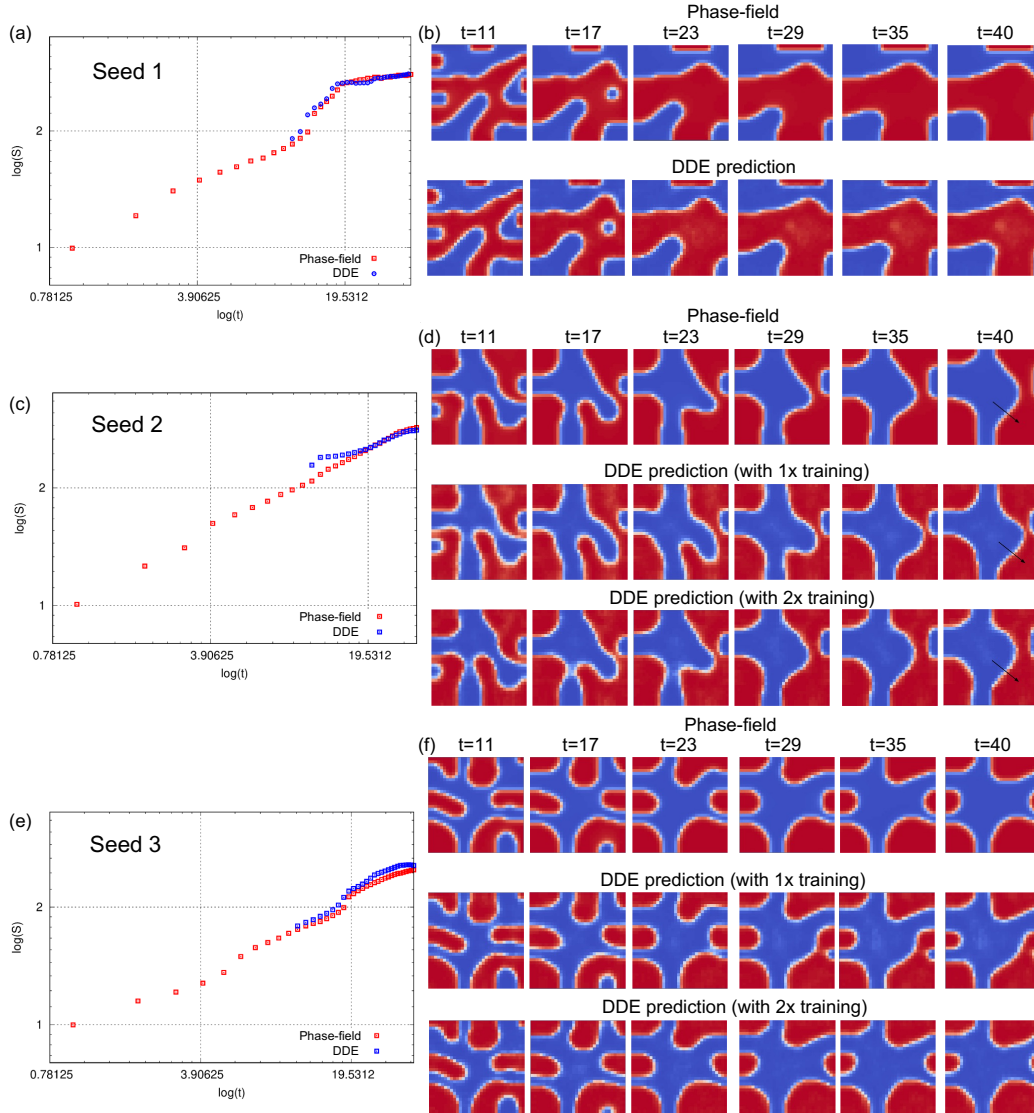 (a)
Seed 1
log(S)
2
1
Phase-field
DDE
0.78125
3.90625
19.5312
log(t)
(b)
Phase-field
t=11 t=17 t=23 t=29 t=35 t=40
DDE prediction
(c)
Seed 2
log(S)
2
1
Phase-field
DDE
0.78125
3.90625
19.5312
log(t)
Phase-field
(d)
t=11 t=17 t=23 t=29 t=35 t=40
DDE prediction (with 1x training)
DDE prediction (with 2x training)
(e)
Seed 3
log(S)
2
1
Phase-field
DDE
0.78125
3.90625
19.5312
log(t)
Phase-field
(f)
t=11 t=17 t=23 t=29 t=35 t=40
DDE prediction (with 1x training)
DDE prediction (with 2x training)